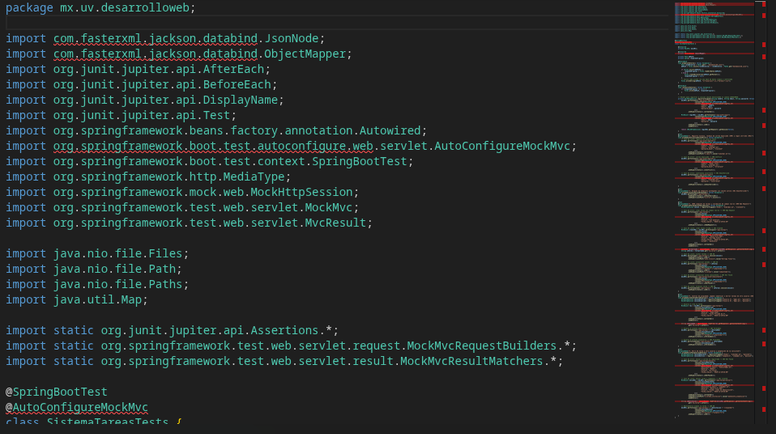 package mx.uv.desarrolloweb;
import com.fasterxml.jackson.databind.JsonNode;
import com.fasterxml.jackson.databind.ObjectMapper;
import org.junit.jupiter.api.AfterEach;
import org.junit.jupiter.api.BeforeEach;
import org.junit.jupiter.api.DisplayName;
import org.junit.jupiter.api.Test;
import org.springframework.beans.factory.annotation.Autowired;
import org.springframework.boot.test.autoconfigure.web.servlet.AutoConfigureMockMvc;
import org.springframework.boot.test.context.SpringBootTest;
import org.springframework.http.MediaType;
import org.springframework.mock.web.MockHttpSession;
import org.springframework.test.web.servlet.MockMvc;
import org.springframework.test.web.servlet.MvcResult;
import java.nio.file.Files;
import java.nio.file.Path;
import java.nio.file.Paths;
import java.util.Map;
import static org.junit.jupiter.api.Assertions.*;
import static org.springframework.test.web.servlet.request.MockMvcRequestBuilders.*;
import static org.springframework.test.web.servlet.result.MockMvcResultMatchers.*;
@SpringBootTest
@AutoConfigureMockMvc
class SistemaTareasTests {